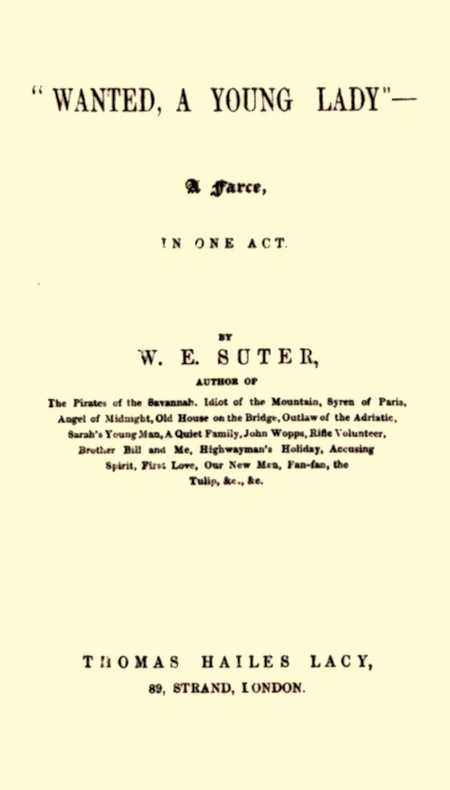 "WANTED, A YOUNG LADY"—
A Farce,
IN ONE ACT.
BY
W. E. SUTER,
AUTHOR OF
The Pirates of the Savannah, Idiot of the Mountain, Syren of Paris,
Angel of Midnight, Old House on the Bridge, Outlaw of the Adriatic,
Sarah's Young Man, A Quiet Family, John Wopps, Rifle Volunteer,
Brother Bill and Me, Highwayman's Holiday, Accusing
Spirit, First Love, Our New Man, Fan-fan, the
Tulip, &c., &c.
THOMAS HAILES LACY,
89, STRAND, LONDON.